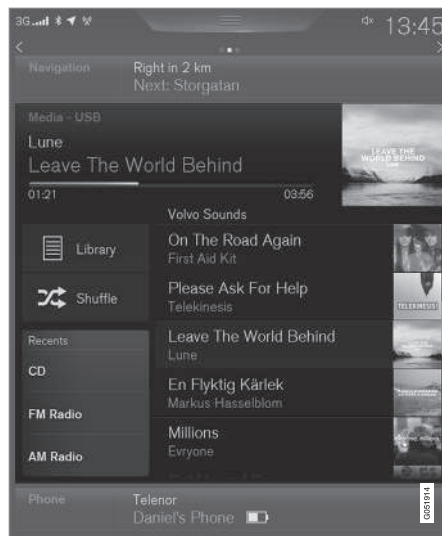 3G
13:45
Navigation
Right in 2 km
Next: Storgatan
Media - USB
Lune
Leave The World Behind
01:21
03:56
LEAVE THE
WORLD BEHIND
Volvo Sounds
Library
Shuffle
On The Road Again
First Aid Kit
Please Ask For Help
Telekinesis
TELEKINESIS!
Leave The World Behind
Lune
Recents
CD
FM Radio
AM Radio
En Flyktig Kärlek
Markus Hasselblom
Millions
Evryone
Phone
Telenor
Daniel's Phone
G051914